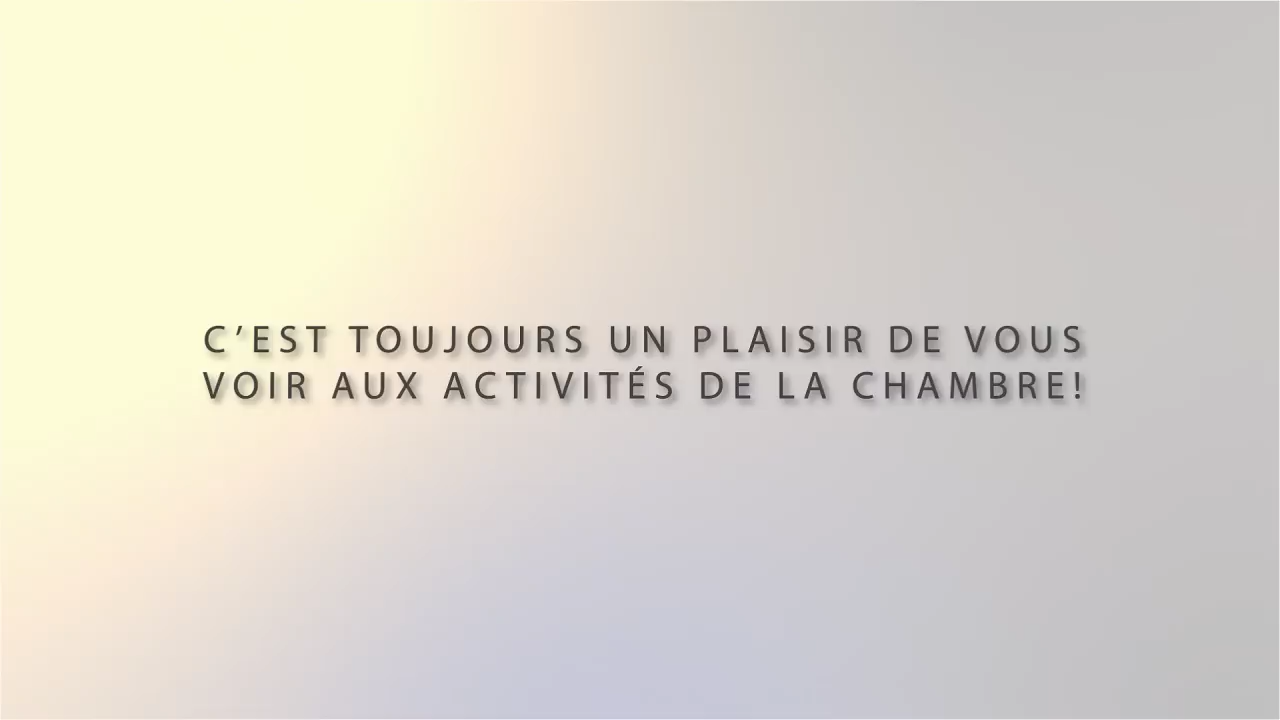 C’EST TOUJOURS UN PLAISIR DE VOUS
VOIR AUX ACTIVITÉS DE LA CHAMBRE!